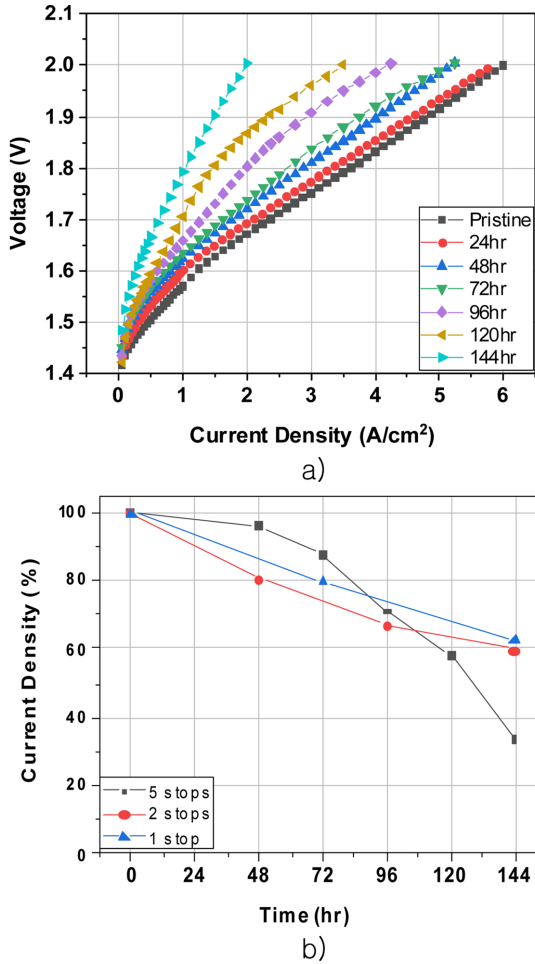 2.1
2.0
1.9
1.8
1.7
1.6
1.5
1.4
Voltage (V)
Pristine
24hr
48hr
72hr
96hr
120hr
144hr
0 1 2 3 4 5 6
Current Density (A/cm²)
a)
100
80
60
40
20
0
Current Density (%)
5 stops
2 stops
1 stop
0 24 48 72 96 120 144
Time (hr)
b)